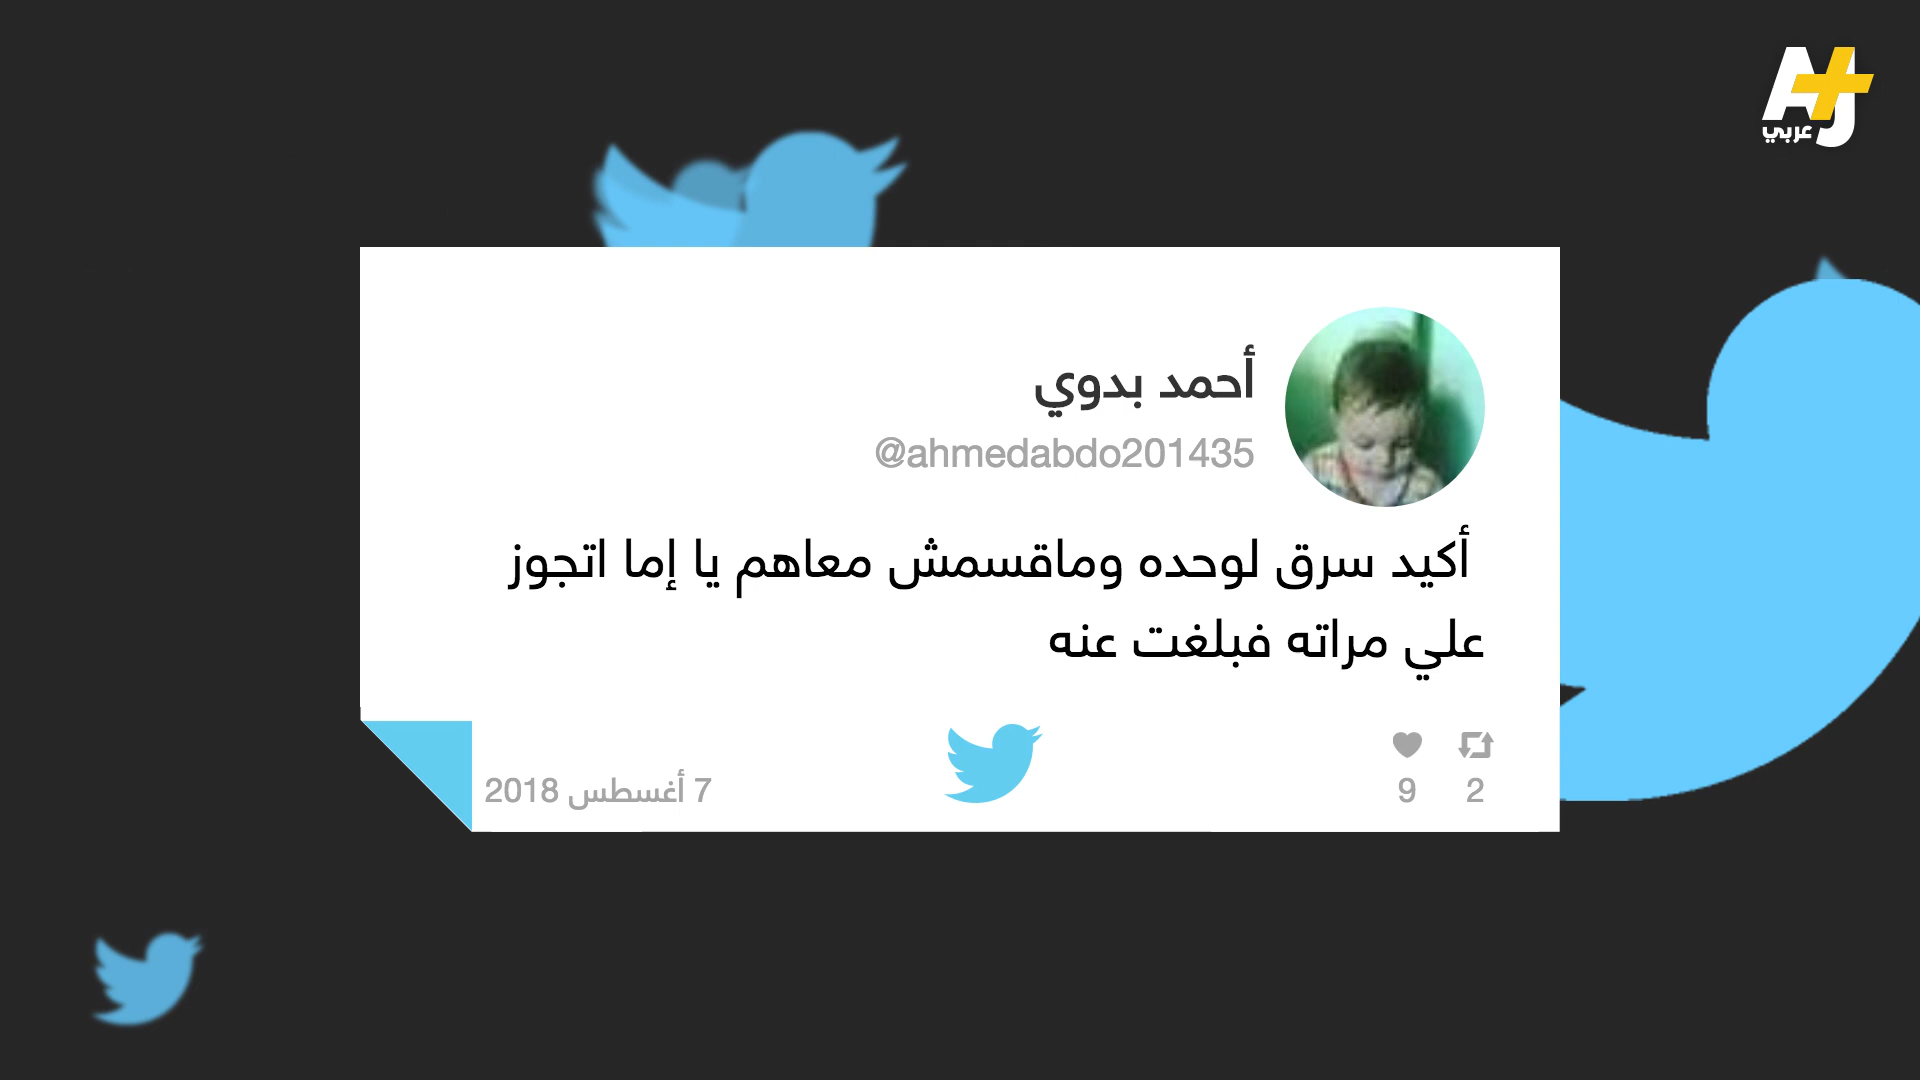 AJ+
عربي
أحمد بدوي
@ahmedabdo201435
أكيد سرق لوحده وماقسمش معاهم يا إما اتجوز
علي مراته فبلغت عنه
2
9
7 أغسطس 2018